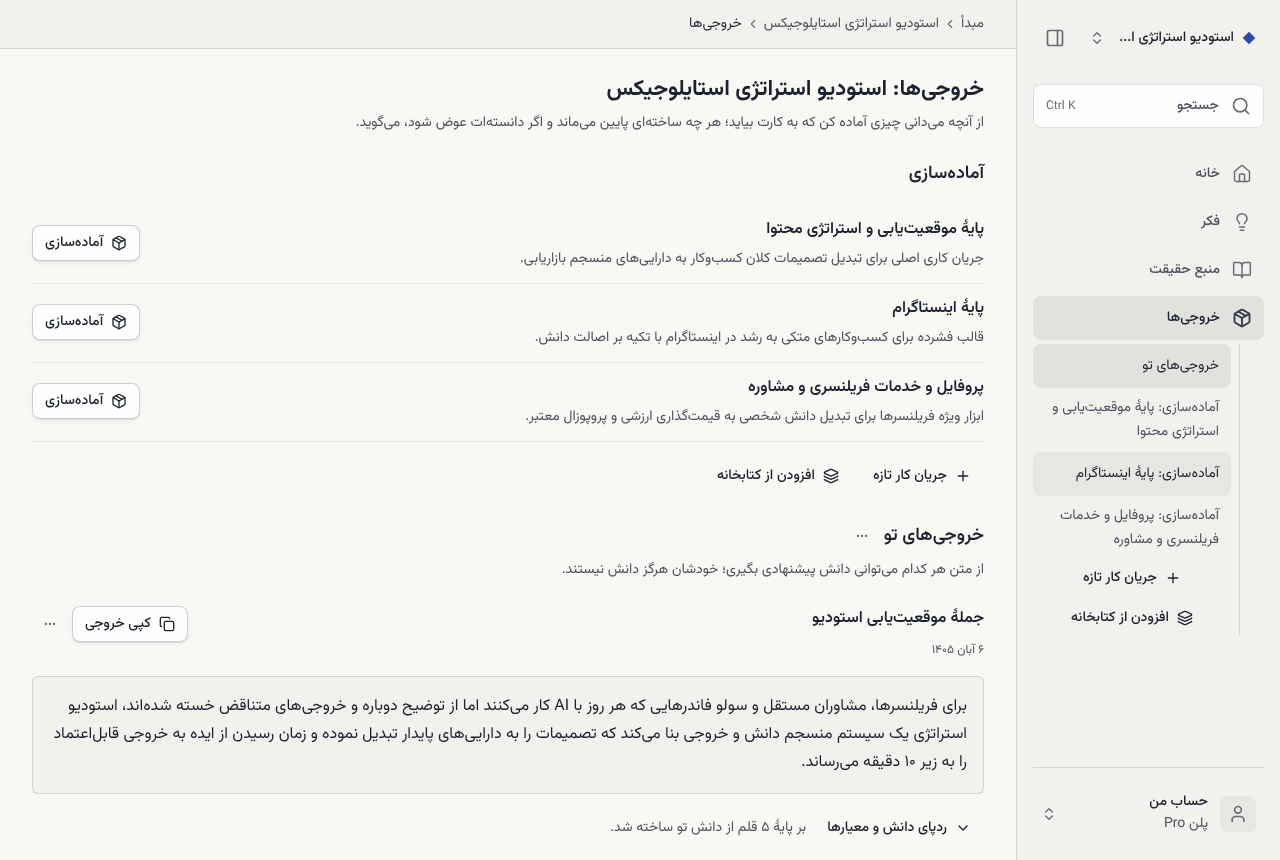 استودیو استراتژی ا...
جستجو
Ctrl K
خانه
فکر
منبع حقیقت
خروجی‌ها
خروجی‌های تو
آماده‌سازی: پایهٔ موقعیت‌یابی و
استراتژی محتوا
آماده‌سازی: پایهٔ اینستاگرام
آماده‌سازی: پروفایل و خدمات
فریلنسری و مشاوره
جریان کار تازه
افزودن از کتابخانه
حساب من
پلن Pro
مبدأ
استودیو استراتژی استایلوجیکس
خروجی‌ها
خروجی‌ها: استودیو استراتژی استایلوجیکس
از آنچه می‌دانی چیزی آماده کن که به کارت بیاید؛ هر چه ساخته‌ای پایین می‌ماند و اگر دانسته‌ات عوض شود، می‌گوید.
آماده‌سازی
پایهٔ موقعیت‌یابی و استراتژی محتوا
جریان کاری اصلی برای تبدیل تصمیمات کلان کسب‌وکار به دارایی‌های منسجم بازاریابی.
آماده‌سازی
پایهٔ اینستاگرام
قالب فشرده برای کسب‌وکارهای متکی به رشد در اینستاگرام با تکیه بر اصالت دانش.
آماده‌سازی
پروفایل و خدمات فریلنسری و مشاوره
ابزار ویژه فریلنسرها برای تبدیل دانش شخصی به قیمت‌گذاری ارزشی و پروپوزال معتبر.
آماده‌سازی
جریان کار تازه
افزودن از کتابخانه
خروجی‌های تو
از متن هر کدام می‌توانی دانش پیشنهادی بگیری؛ خودشان هرگز دانش نیستند.
جملهٔ موقعیت‌یابی استودیو
۶ آبان ۱۴۰۵
کپی خروجی
برای فریلنسرها، مشاوران مستقل و سولو فاندرهایی که هر روز با AI کار می‌کنند اما از توضیح دوباره و خروجی‌های متناقض خسته شده‌اند، استودیو
استراتژی یک سیستم منسجم دانش و خروجی بنا می‌کند که تصمیمات را به دارایی‌های پایدار تبدیل نموده و زمان رسیدن از ایده به خروجی قابل‌اعتماد
را به زیر ۱۰ دقیقه می‌رساند.
ردپای دانش و معیارها
بر پایهٔ ۵ قلم از دانش تو ساخته شد.